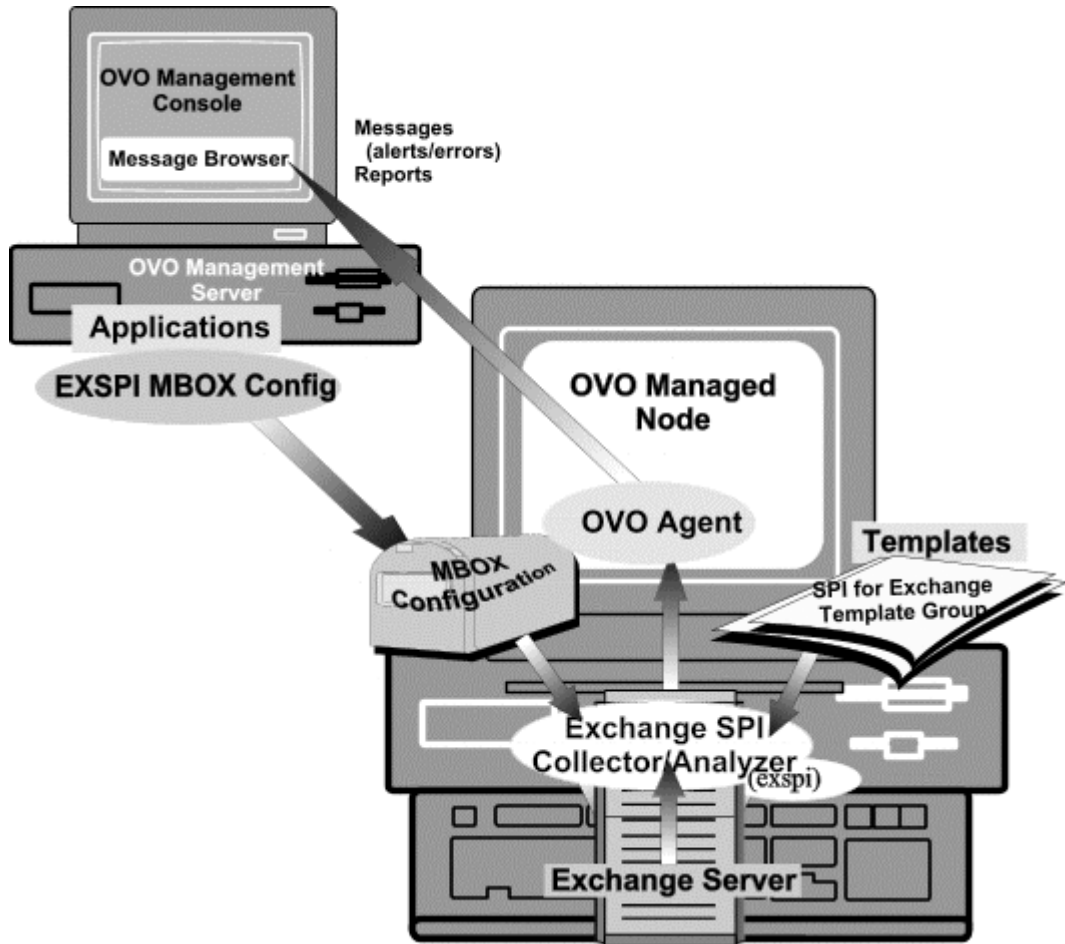 OVO Management
Console
Message Browser
Messages
(alerts/errors)
Reports
OVO Management
Server
Applications
EXSPI MBOX Config
OVO Managed
Node
OVO Agent
MBOX
Configuration
Templates
SPI for Exchange
Template Group
Exchange SPI
Collector/Analyzer
(exspi)
Exchange Server